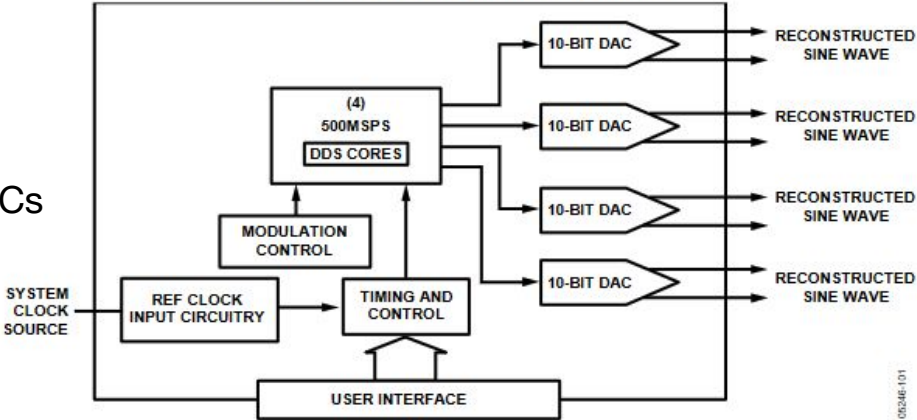 10-BIT DAC
RECONSTRUCTED
SINE WAVE
(4)
500MSPS
DDS CORES
10-BIT DAC
RECONSTRUCTED
SINE WAVE
Cs
10-BIT DAC
RECONSTRUCTED
SINE WAVE
MODULATION
CONTROL
10-BIT DAC
RECONSTRUCTED
SINE WAVE
SYSTEM
CLOCK
SOURCE
REF CLOCK
INPUT CIRCUITRY
TIMING AND
CONTROL
USER INTERFACE
05246-101